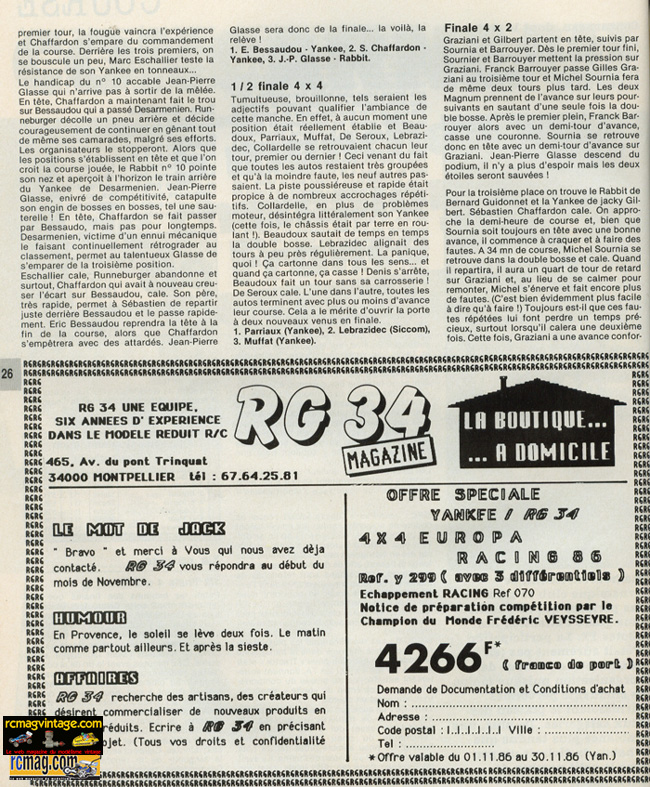 premier tour, la fougue vaincra l'expérience
et Chaffardon s'empare du commandement
de la course. Derrière les trois premiers, on
se bouscule un peu, Marc Eschallier teste la
résistance de son Yankee en tonneaux...
Le handicap du n° 10 accable Jean-Pierre
Glasse qui n'arrive pas à sortir de la mêlée.
En tête, Chaffardon a maintenant fait le trou
sur Bessaudou qui a passé Desarmenien. Run-
neburger décolle un pneu arrière et décide
courageusement de continuer en gênant tout
de même ses camarades, malgré ses efforts.
Les organisateurs le stopperont. Alors que
les positions s'établissent en tête et que l'on
croit la course jouée, le Rabbit n° 10 pointe
son nez et aperçoit à l'horizon le train arrière
du Yankee de Desarmenien. Jean-Pierre
Glasse, enivré de compétitivité, catapulte
son engin de bosses en bosses, tel une sau-
terelle ! En tête, Chaffardon se fait passer
par Bessaudo, mais pas pour longtemps.
Desarmenien, victime d'un ennui mécanique
le faisant continuellement rétrograder au
classement, permet au talentueux Glasse de
s'emparer de la troisième position.
Eschallier cale, Runneburger abandonne et
surtout, Chaffardon qui avait à nouveau creu-
ser l'écart sur Bessaudou, cale. Son père,
très rapide, permet à Sébastien de repartir
juste derrière Bessaudou et le passe rapide-
ment. Eric Bessaudou reprendra la tête à la
fin de la course, alors que Chaffardon
s'empêtrera avec des attardés. Jean-Pierre
Glasse sera donc de la finale... la voilà, la
relève !
1. E. Bessaudou - Yankee, 2. S. Chaffardon -
Yankee, 3. J.-P. Glasse - Rabbit.
1/2 finale 4 x 4
Tumultueuse, brouillonne, tels seraient les
adjectifs pouvant qualifier l'ambiance de
cette manche. En effet, à aucun moment une
position était réellement établie et Beau-
doux, Parriaux, Muffat, De Seroux, Lebrazi-
dec, Collardelle se retrouvaient chacun leur
tour, premier ou dernier ! Ceci venant du fait
que toutes les autos restaient très groupées
et qu'à la moindre faute, les neuf autres pas-
saient. La piste poussiéreuse et rapide était
propice à de nombreux accrochages répéti-
tifs. Collardelle, en plus de problèmes
moteur, désintégra littéralement son Yankee
(cette fois, le châssis était par terre en rou-
lant !). Beaudoux sautait de temps en temps
la double bosse. Lebrazidec alignait des
tours à peu près régulièrement. La panique,
quoi ! Ça cartonne dans tous les sens... et
quand ça cartonne, ça casse ! Denis s'arrête,
Beaudoux fait un tour sans sa carrosserie !
De Seroux cale. L'une dans l'autre, toutes les
autos terminent avec plus ou moins d'avance
leur course. Cela a le mérite d'ouvrir la porte
à deux nouveaux venus en finale.
1. Parriaux (Yankee), 2. Lebrazidec (Siccom),
3. Muffat (Yankee).
Finale 4 x 2
Graziani et Gilbert partent en tête, suivis par
Sournia et Barrouyer. Dès le premier tour fini,
Sournier et Barrouyer mettent la pression sur
Graziani. Franck Barrouyer passe Gilles Gra-
ziani au troisième tour et Michel Sournia fera
de même deux tours plus tard. Les deux
Magnum prennent de l'avance sur leurs pour-
suivants en sautant d'une seule fois la dou-
ble bosse. Après le premier plein, Franck Bar-
rouyer alors avec un demi-tour d'avance,
casse une couronne. Sournia se retrouve
donc en tête avec un demi-tour d'avance sur
Graziani. Jean-Pierre Glasse descend du
podium, il n'y a plus d'espoir mais les deux
étoiles seront sauvées !
Pour la troisième place on trouve le Rabbit de
Bernard Guidonnet et la Yankee de jacky Gil-
bert. Sébastien Chaffardon cale. On appro-
che la demi-heure de course et, bien que
Sournia soit toujours en tête avec une bonne
avance, il commence à craquer et à faire des
fautes. A 34 mn de course, Michel Sournia se
retrouve dans la double bosse et cale. Quand
il repartira, il aura un quart de tour de retard
sur Graziani et, au lieu de se calmer pour
remonter, Michel s'énerve et fait encore plus
de fautes. (C'est bien évidemment plus facile
à dire qu'à faire !) Toujours est-il que ces fau-
tes répétées lui font perdre un temps pré-
cieux, surtout lorsqu'il calera une deuxième
fois. Cette fois, Graziani a une avance confor-
26
RG 34 UNE EQUIPE,
SIX ANNEES D' EXPERIENCE
DANS LE MODELE REDUIT R/C
RG 34
MAGAZINE
LA BOUTIQUE...
... A DOMICILE
465, Av. du pont Trinquat
34000 MONTPELLIER tél : 67.64.25.81
LE MOT DE JACK
" Bravo " et merci à Vous qui nous avez dèja
contacté. RG 34 vous répondra au début du
mois de Novembre.
HUMOUR
En Provence, le soleil se lève deux fois. Le matin
comme partout ailleurs. Et après la sieste.
AFFAIRES
RG 34 recherche des artisans, des créateurs qui
désirent commercialiser de nouveaux produits en
réduits. Ecrire à RG 34 en précisant
ojet. (Tous vos droits et confidentialité
OFFRE SPECIALE
YANKEE / RG 34
4X4 EUROPA
RACING 86
Ref. y 299 ( avec 3 différentiels )
Echappement RACING Ref 070
Notice de préparation compétition par le
Champion du Monde Frédéric VEYSSEYRE.
4266F* ( franco de port )
Demande de Documentation et Conditions d'achat
Nom : ...........................
Adresse : ...........................
Code postal : I..I..I..I..I..I Ville : ...............
Tel : ...........................
*Offre valable du 01.11.86 au 30.11.86 (Yan.)
rcmagvintage.com
Le web magazine du modélisme vintage
rcmag.com